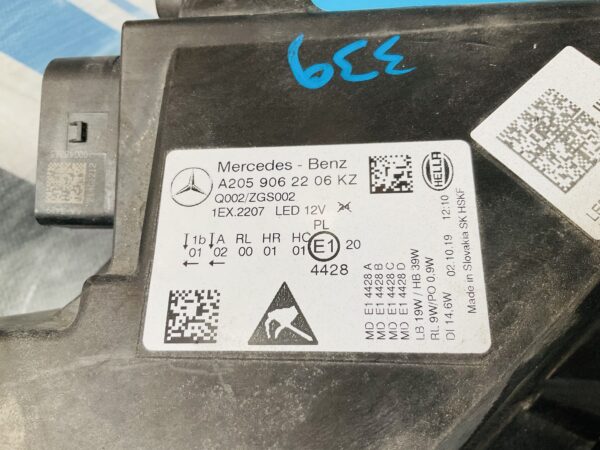 339
Mercedes - Benz
A205 906 22 06 KZ
Q002/ZGS002
1EX.2207 LED 12V
PL
1b A RL HR HC
01 02 00 01 01 E1 20
4428
HELLA
MD E1 4428 A
MD E1 4428 B
MD E1 4428 C
MD E1 4428 D
LB 19W / HB 39W
RL 9W/PO 0.9W
DI 14.6W 02.10.19 12:10
Made in Slovakia SK HSKF